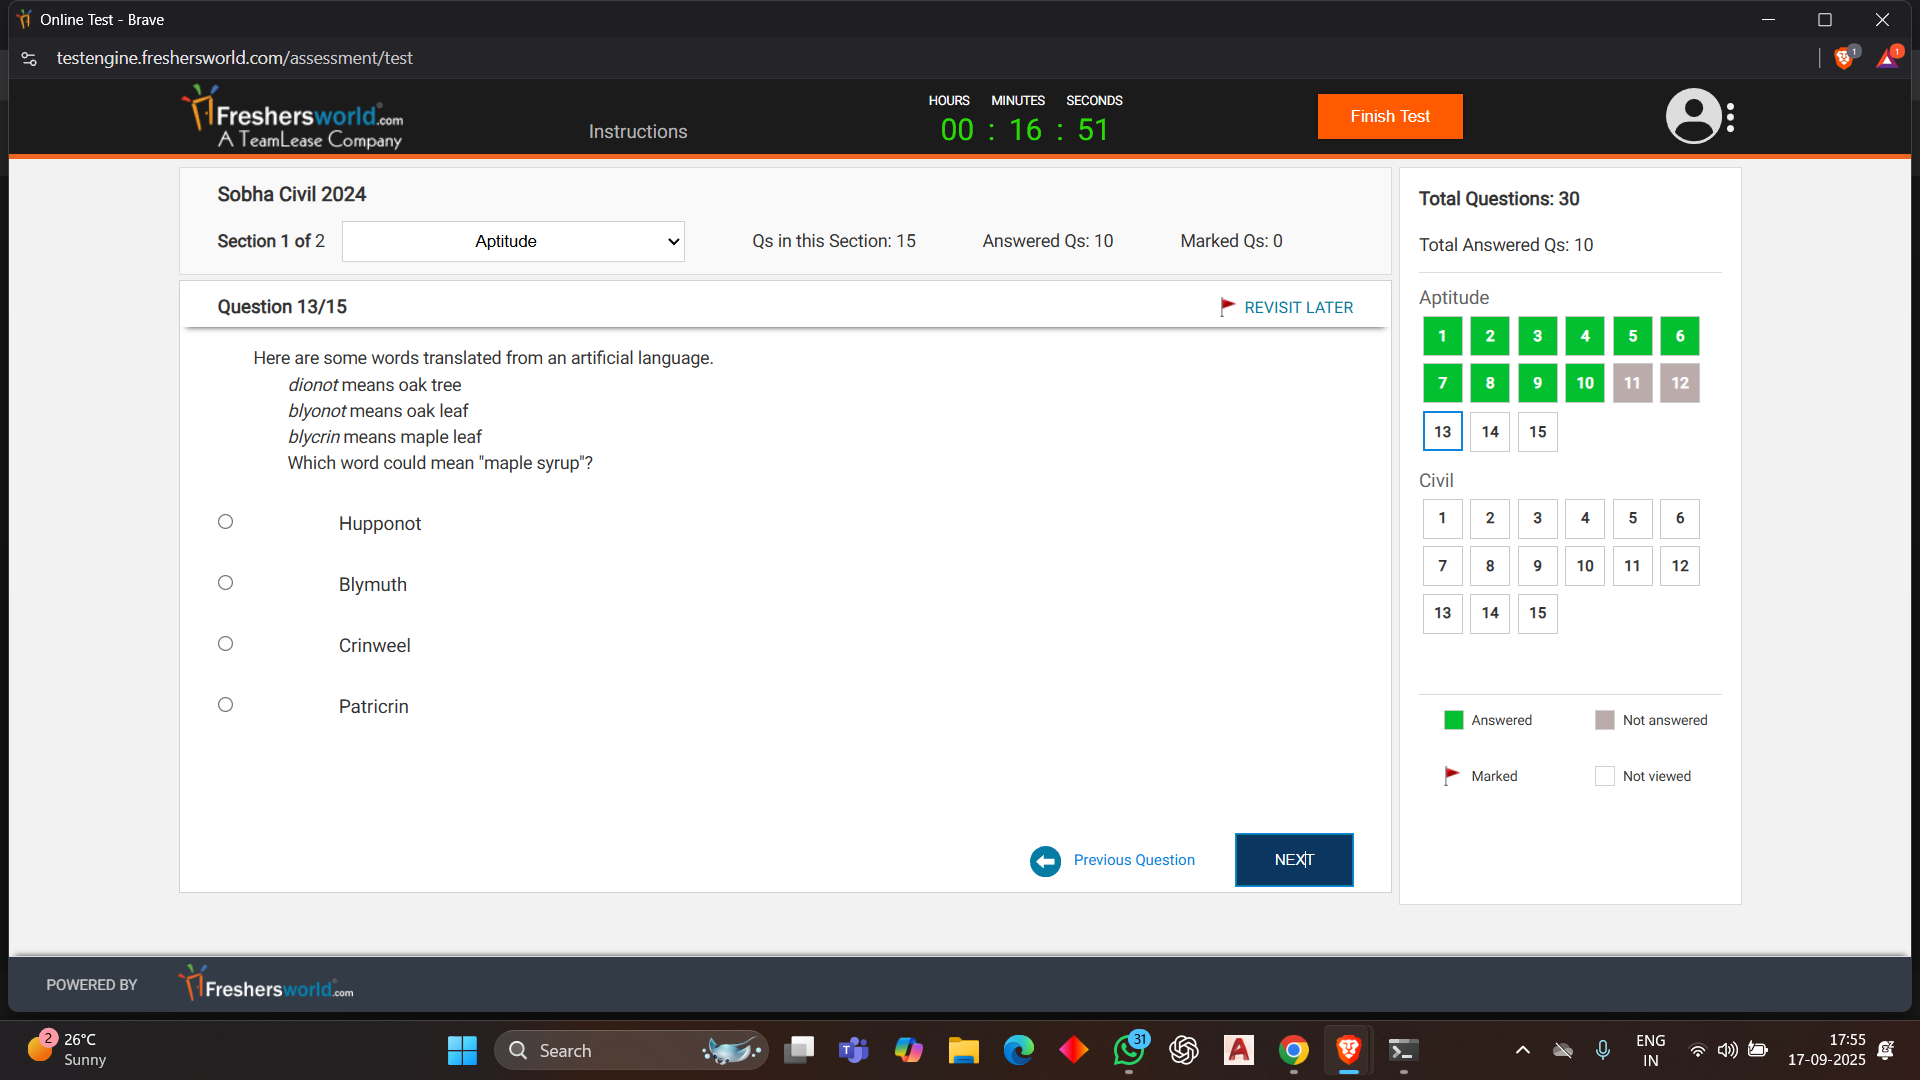 Online Test - Brave
testengine.freshersworld.com/assessment/test
1
1
Freshersworld.com
A TeamLease Company
Instructions
HOURS MINUTES SECONDS
00 : 16 : 51
Finish Test
Sobha Civil 2024
Section 1 of 2
Aptitude
Qs in this Section: 15
Answered Qs: 10
Marked Qs: 0
Question 13/15
REVISIT LATER
Here are some words translated from an artificial language.
dionot means oak tree
blyonot means oak leaf
blycrin means maple leaf
Which word could mean "maple syrup"?
Hupponot
Blymuth
Crinweel
Patricrin
Previous Question
NEXT
Total Questions: 30
Total Answered Qs: 10
Aptitude
1 2 3 4 5 6
7 8 9 10 11 12
13 14 15
Civil
1 2 3 4 5 6
7 8 9 10 11 12
13 14 15
Answered
Not answered
Marked
Not viewed
POWERED BY
Freshersworld.com
2
26°C
Sunny
Search
T
31
A
ENG
IN
17:55
17-09-2025